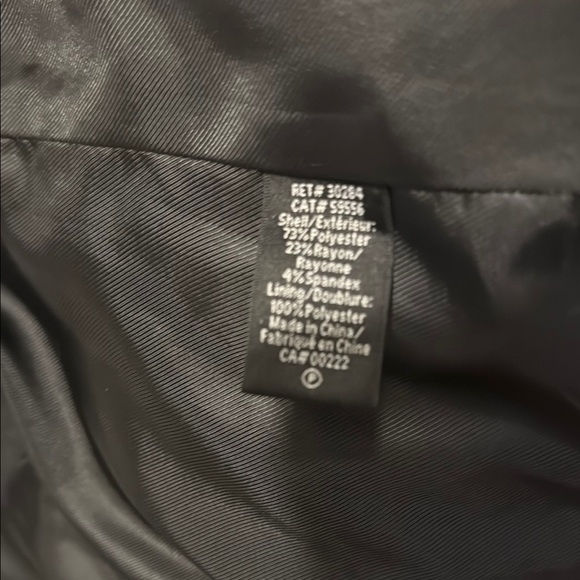 RET# 30284
CAT# 59556
Shell/Extérieur:
73% Polyester
23% Rayon/
Rayonne
4% Spandex
Lining/Doublure:
100% Polyester
Made in China/
Fabriqué en Chine
CA# 00222
P